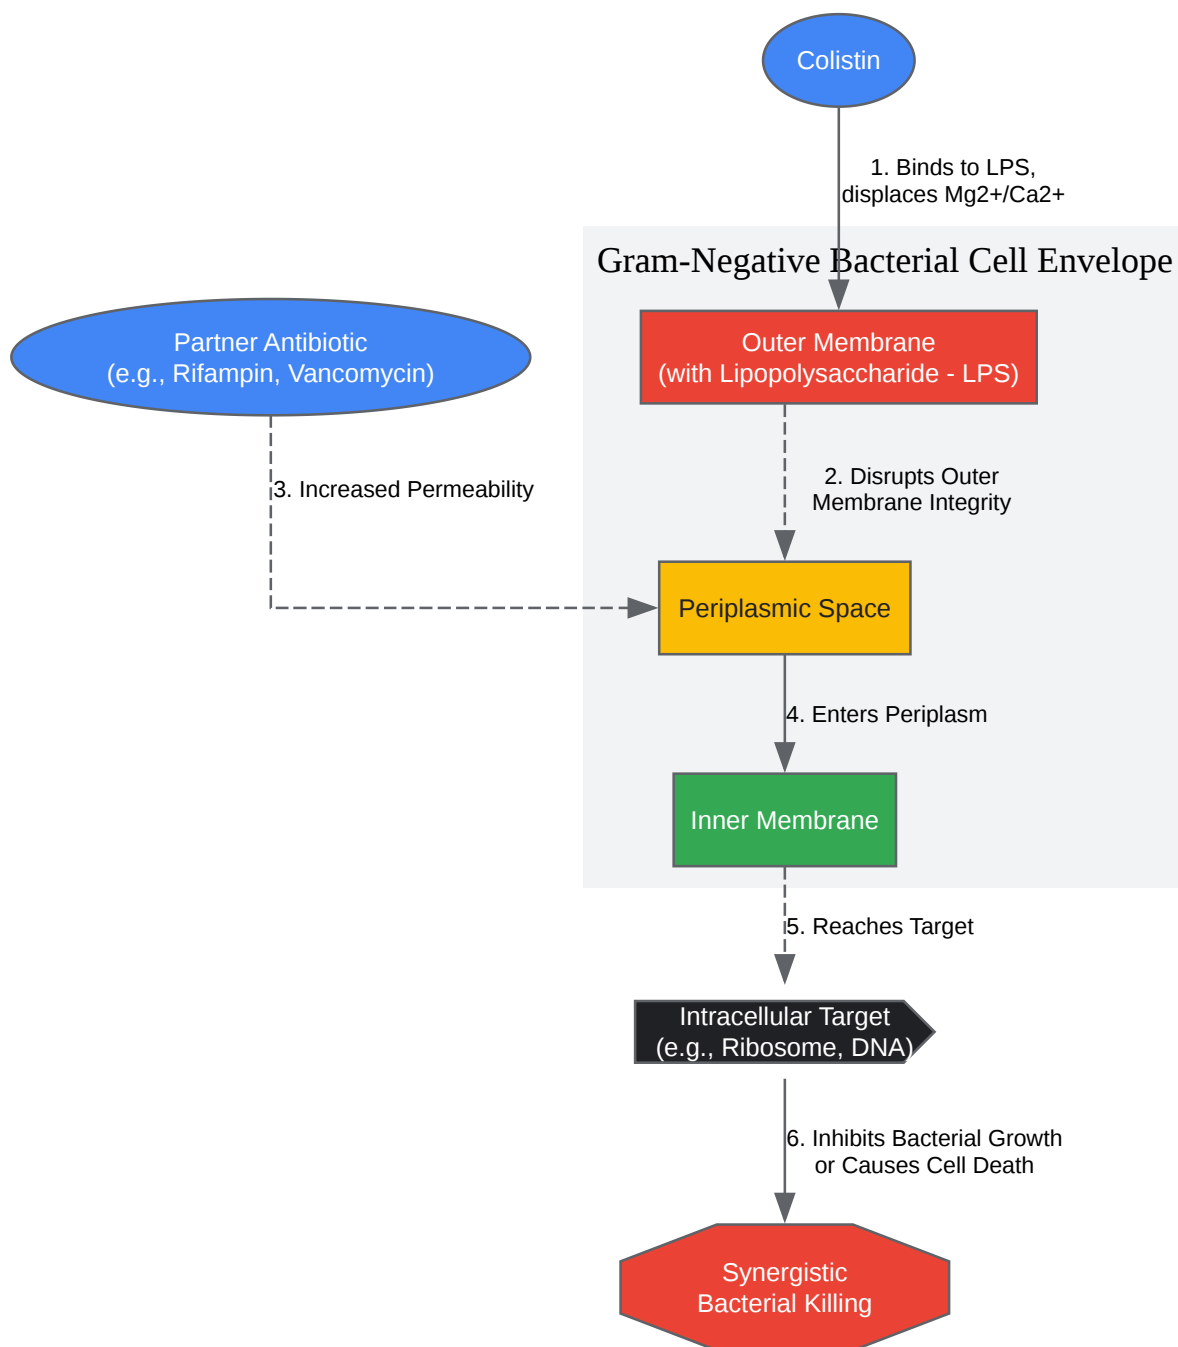 Colistin
1. Binds to LPS,
displaces Mg2+/Ca2+
Gram-Negative Bacterial Cell Envelope
Outer Membrane
(with Lipopolysaccharide - LPS)
Partner Antibiotic
(e.g., Rifampin, Vancomycin)
2. Disrupts Outer
Membrane Integrity
3. Increased Permeability
Periplasmic Space
4. Enters Periplasm
Inner Membrane
5. Reaches Target
Intracellular Target
(e.g., Ribosome, DNA)
6. Inhibits Bacterial Growth
or Causes Cell Death
Synergistic
Bacterial Killing